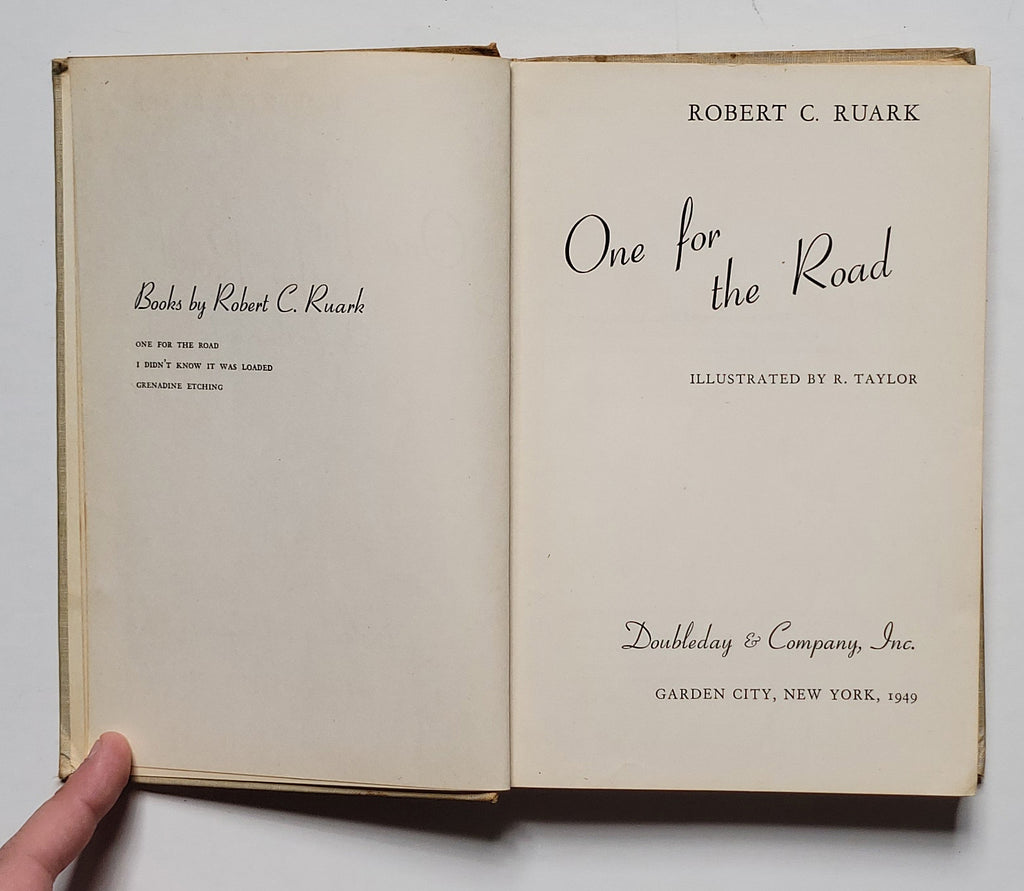 Books by Robert C. Ruark
ONE FOR THE ROAD
I DIDN'T KNOW IT WAS LOADED
GRENADINE ETCHING
ROBERT C. RUARK
One for
the Road
ILLUSTRATED BY R. TAYLOR
Doubleday & Company, Inc.
GARDEN CITY, NEW YORK, 1949